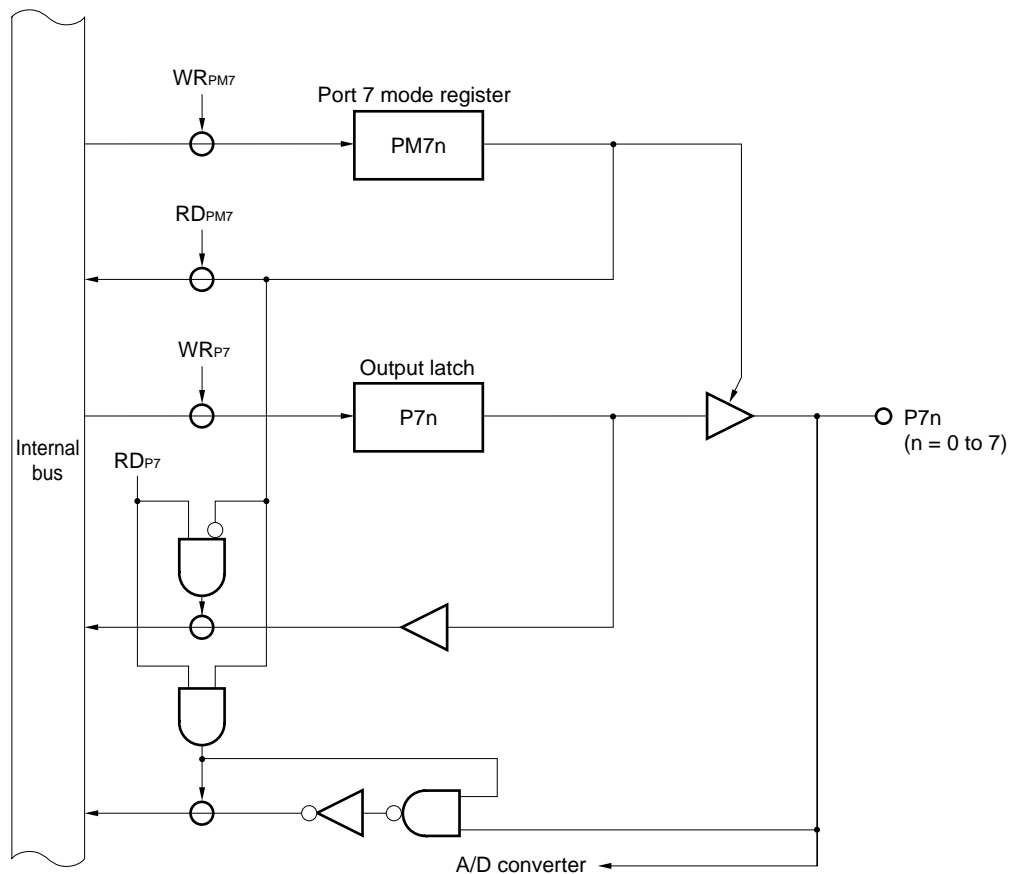 WRPM7
Port 7 mode register
PM7n
RDPM7
WRP7
Output latch
P7n
P7n
(n = 0 to 7)
Internal
bus
RDP7
A/D converter